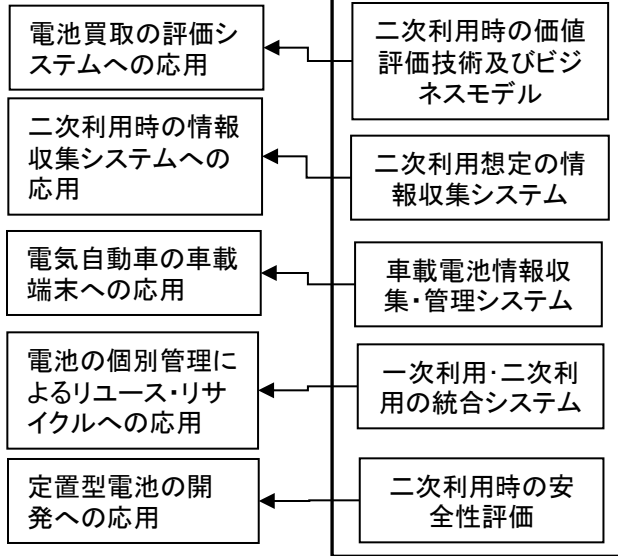 電池買取の評価シ
ステムへの応用
二次利用時の価値
評価技術及びビジ
ネスモデル
二次利用時の情報
収集システムへの
応用
二次利用想定の情
報収集システム
電気自動車の車載
端末への応用
車載電池情報収
集・管理システム
電池の個別管理に
よるリユース・リサ
イクルへの応用
一次利用・二次利
用の統合システム
定置型電池の開
発への応用
二次利用時の安
全性評価